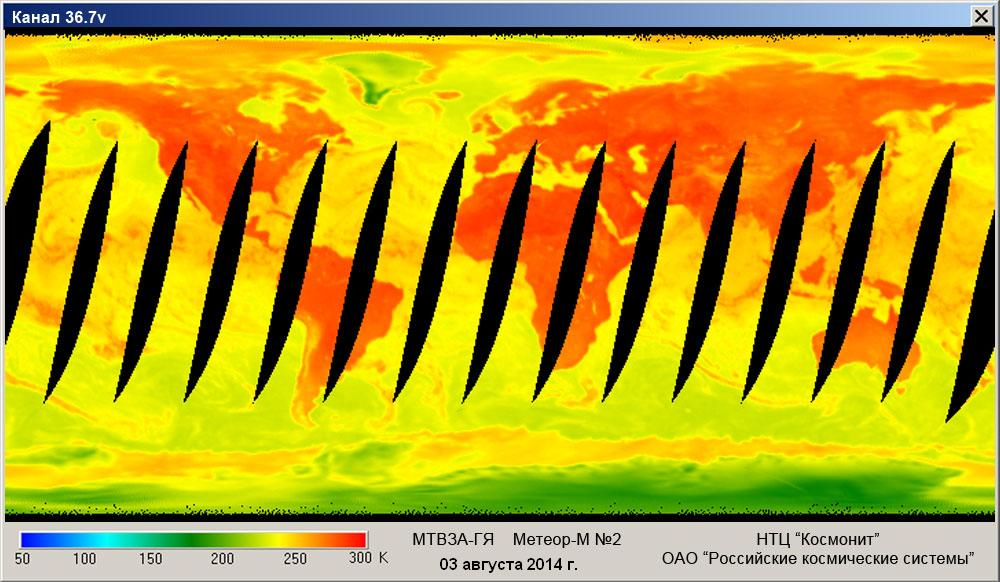 Канал 36.7v
50 100 150 200 250 300 K
МТВЗА-ГЯ Метеор-М №2
03 августа 2014 г.
НТЦ “Космонит”
ОАО “Российские космические системы”